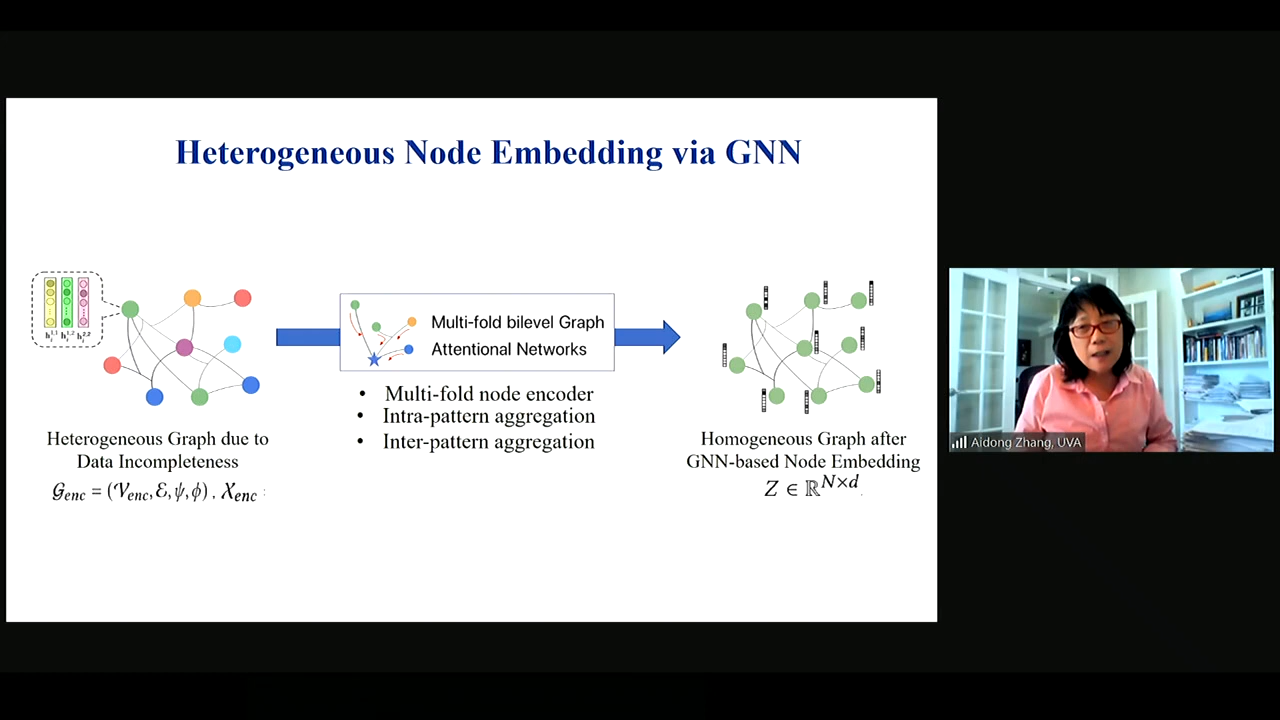 Heterogeneous Node Embedding via GNN
Multi-fold bilevel Graph
Attentional Networks
• Multi-fold node encoder
• Intra-pattern aggregation
• Inter-pattern aggregation
Heterogeneous Graph due to
Data Incompleteness
𝒢enc = (𝒱enc, ℰ, ψ, ϕ) , 𝒳enc
Homogeneous Graph after
GNN-based Node Embedding
Z ∈ ℝ^{N×d}
Aidong Zhang, UVA